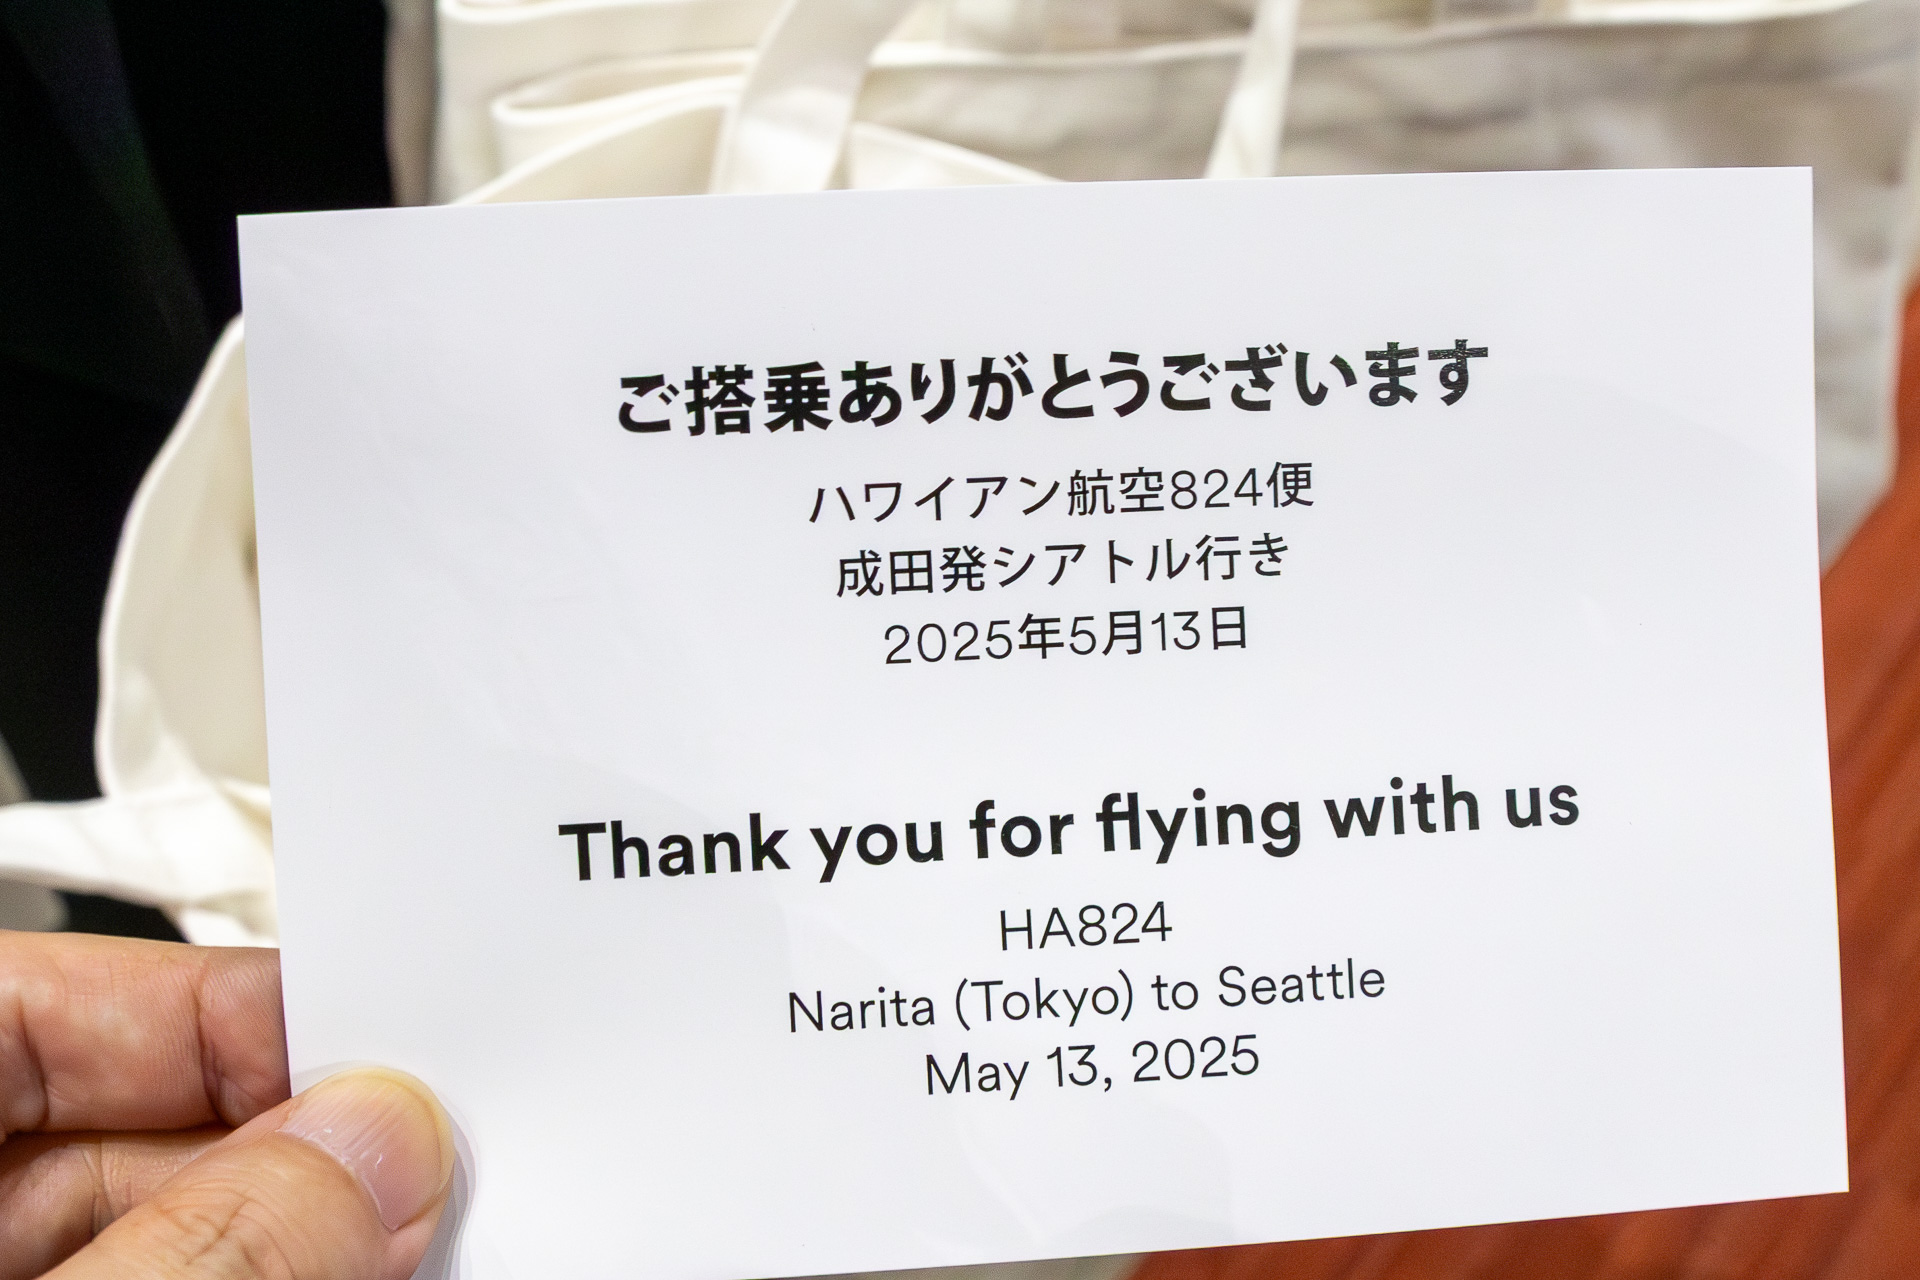 ご搭乗ありがとうございます
ハワイアン航空824便
成田発シアトル行き
2025年5月13日
Thank you for flying with us
HA824
Narita (Tokyo) to Seattle
May 13, 2025